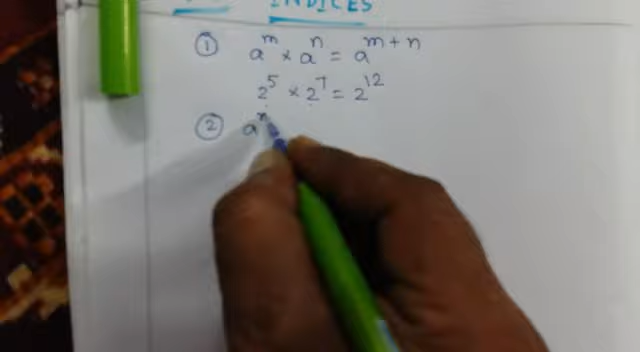 INDICES
① a^m × a^n = a^{m+n}
2^5 × 2^7 = 2^{12}
② a